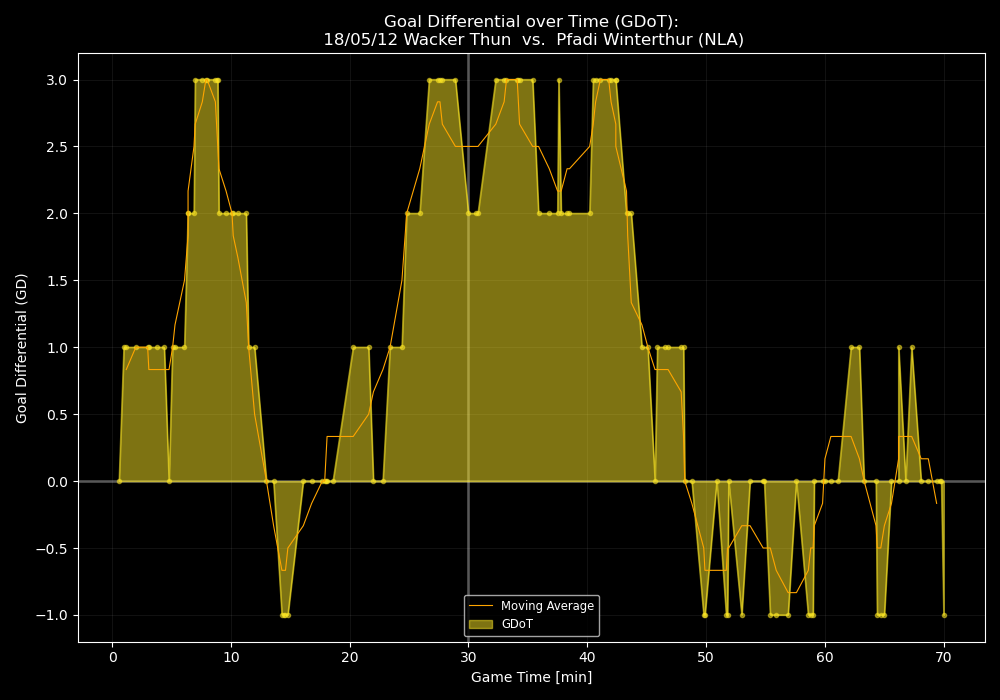 Goal Differential over Time (GDoT):
18/05/12 Wacker Thun  vs.  Pfadi Winterthur (NLA)
3.0
2.5
2.0
1.5
1.0
0.5
0.0
−0.5
−1.0
Goal Differential (GD)
Moving Average
GDoT
0 10 20 30 40 50 60 70
Game Time [min]